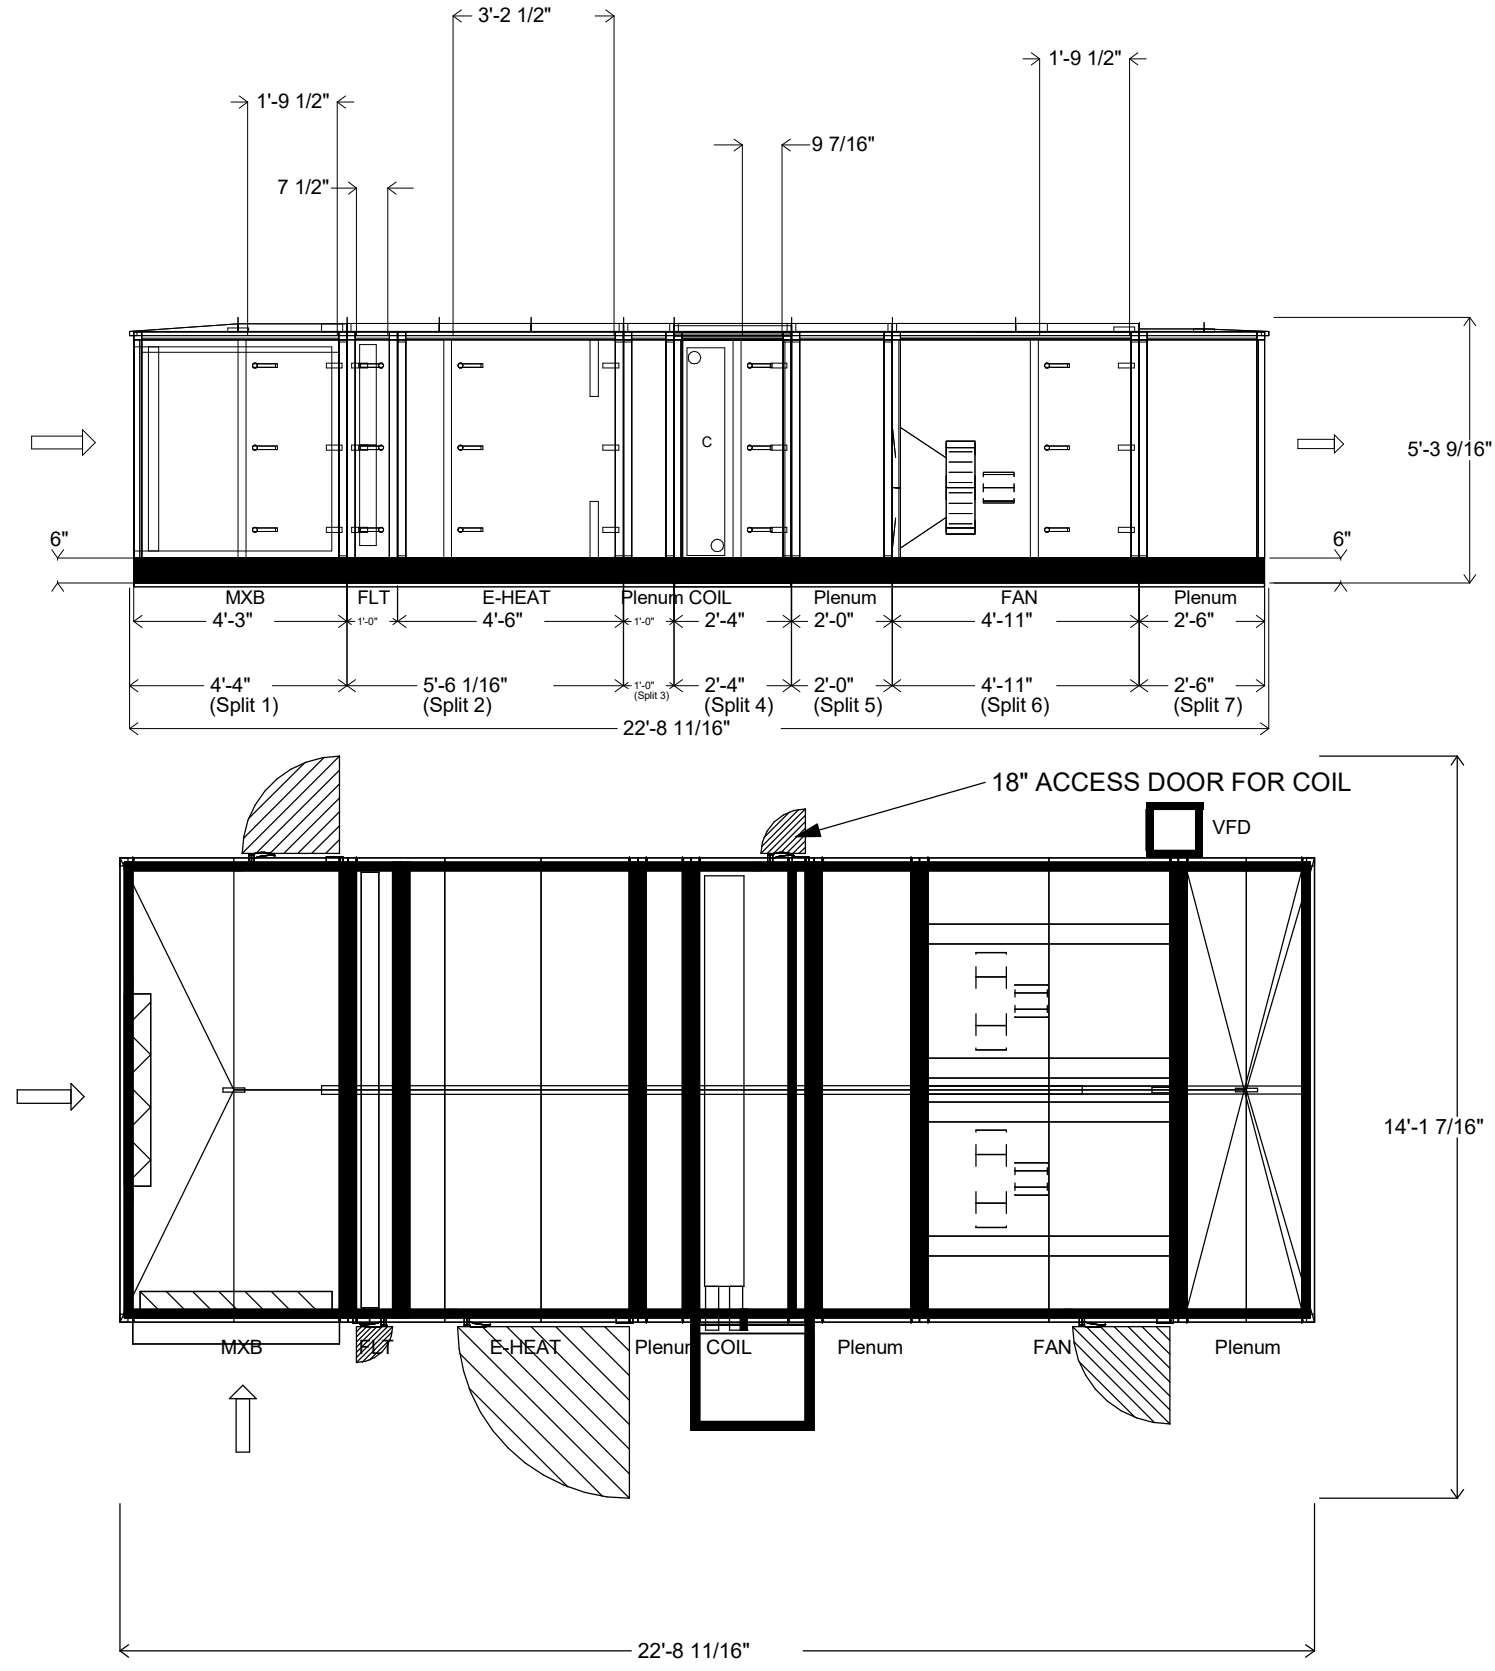 3'-2 1/2"
1'-9 1/2"
1'-9 1/2"
9 7/16"
7 1/2"
C
5'-3 9/16"
6"
6"
MXB
FLT
E-HEAT
Plenum
COIL
Plenum
FAN
Plenum
4'-3"
1'-0"
4'-6"
1'-0"
2'-4"
2'-0"
4'-11"
2'-6"
4'-4"
(Split 1)
5'-6 1/16"
(Split 2)
1'-0"
(Split 3)
2'-4"
(Split 4)
2'-0"
(Split 5)
4'-11"
(Split 6)
2'-6"
(Split 7)
22'-8 11/16"
18" ACCESS DOOR FOR COIL
VFD
14'-1 7/16"
MXB
FLT
E-HEAT
Plenum
COIL
Plenum
FAN
Plenum
22'-8 11/16"